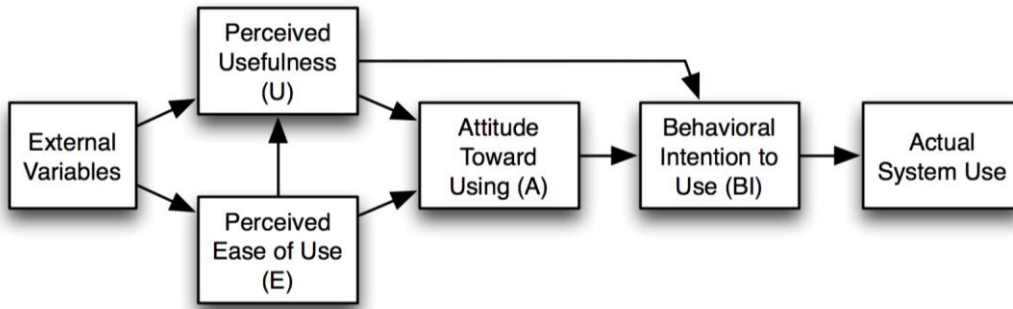 External
Variables
Perceived
Usefulness
(U)
Perceived
Ease of Use
(E)
Attitude
Toward
Using (A)
Behavioral
Intention to
Use (BI)
Actual
System Use